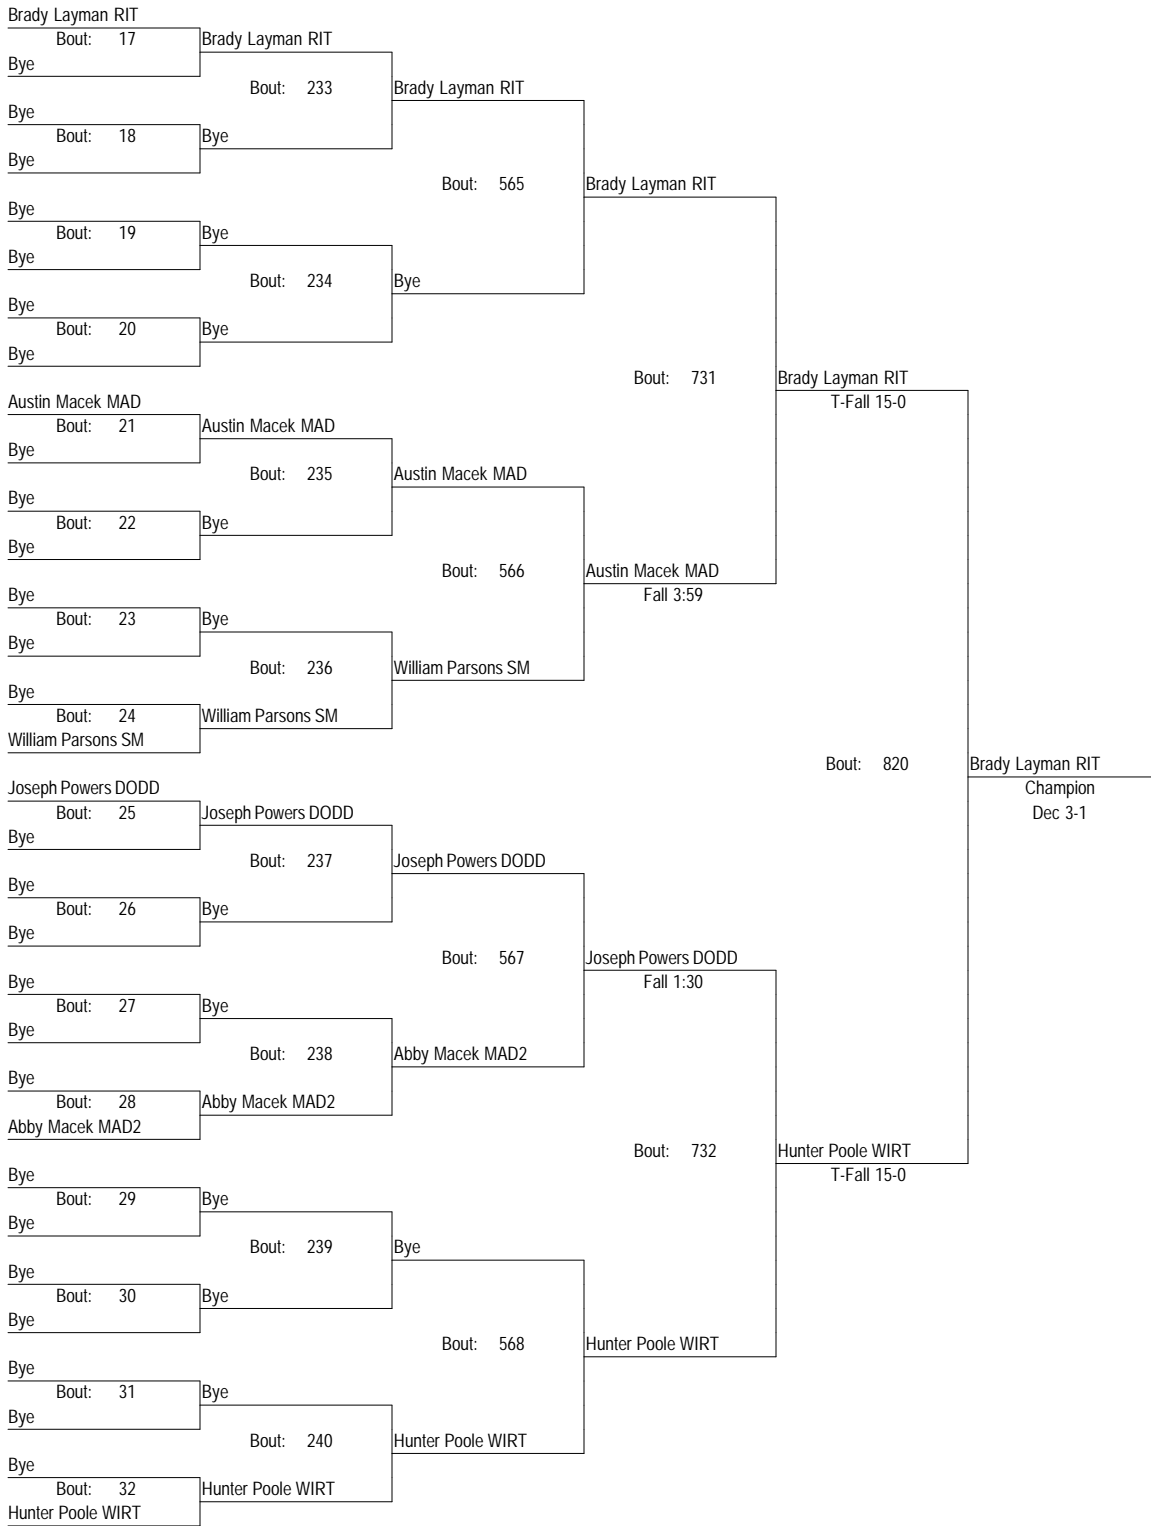 Brady Layman RIT
Bout: 17 Brady Layman RIT
Bye
Bout: 233 Brady Layman RIT
Bye
Bout: 18 Bye
Bye
Bout: 565 Brady Layman RIT
Bye
Bout: 19 Bye
Bye
Bout: 234 Bye
Bye
Bout: 20 Bye
Bye
Bout: 731 Brady Layman RIT
T-Fall 15-0
Austin Macek MAD
Bout: 21 Austin Macek MAD
Bye
Bout: 235 Austin Macek MAD
Bye
Bout: 22 Bye
Bye
Bout: 566 Austin Macek MAD
Fall 3:59
Bye
Bout: 23 Bye
Bye
Bout: 236 William Parsons SM
Bye
Bout: 24 William Parsons SM
William Parsons SM
Bout: 820 Brady Layman RIT
Champion
Dec 3-1
Joseph Powers DODD
Bout: 25 Joseph Powers DODD
Bye
Bout: 237 Joseph Powers DODD
Bye
Bout: 26 Bye
Bye
Bout: 567 Joseph Powers DODD
Fall 1:30
Bye
Bout: 27 Bye
Bye
Bout: 238 Abby Macek MAD2
Bye
Bout: 28 Abby Macek MAD2
Abby Macek MAD2
Bout: 732 Hunter Poole WIRT
T-Fall 15-0
Bye
Bout: 29 Bye
Bye
Bout: 239 Bye
Bye
Bout: 30 Bye
Bye
Bout: 568 Hunter Poole WIRT
Bye
Bout: 31 Bye
Bye
Bout: 240 Hunter Poole WIRT
Bye
Bout: 32 Hunter Poole WIRT
Hunter Poole WIRT